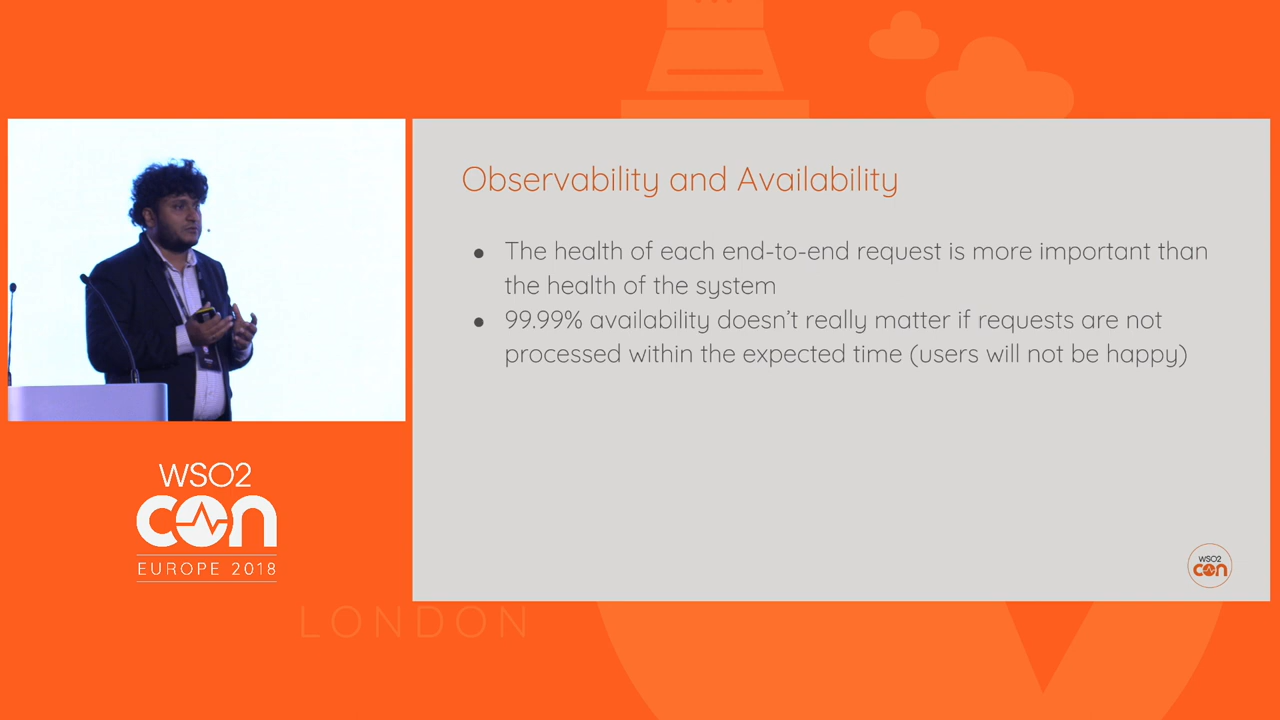 Observability and Availability
● The health of each end-to-end request is more important than
the health of the system
● 99.99% availability doesn't really matter if requests are not
processed within the expected time (users will not be happy)
WSO2
con
EUROPE 2018
LONDON
WSO2
con